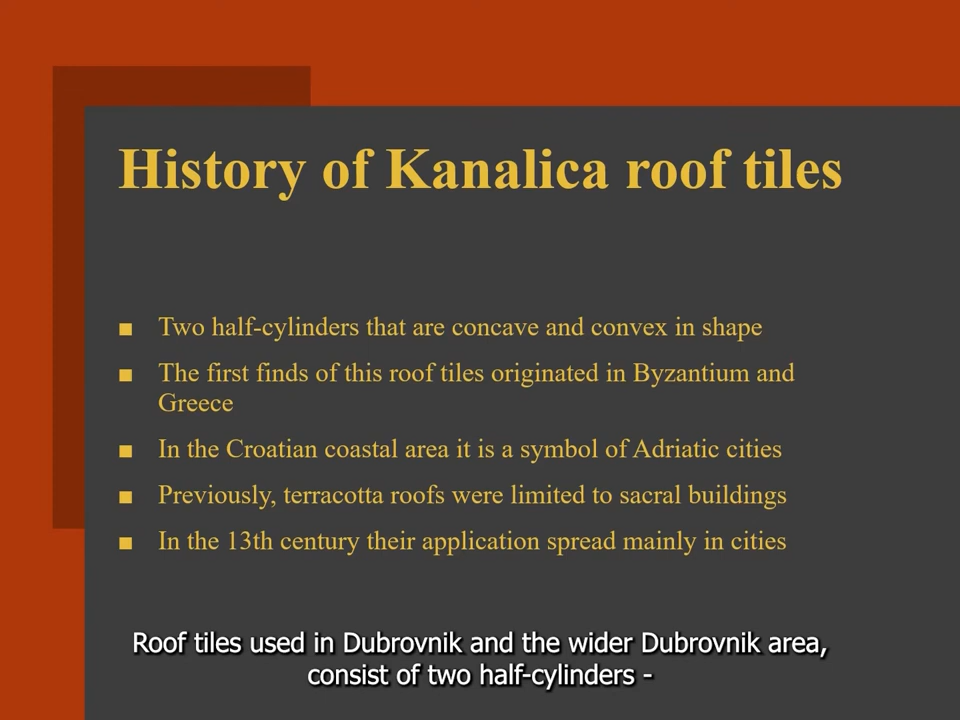 History of Kanalica roof tiles
■ Two half-cylinders that are concave and convex in shape
■ The first finds of this roof tiles originated in Byzantium and
Greece
■ In the Croatian coastal area it is a symbol of Adriatic cities
■ Previously, terracotta roofs were limited to sacral buildings
■ In the 13th century their application spread mainly in cities
Roof tiles used in Dubrovnik and the wider Dubrovnik area,
consist of two half-cylinders -